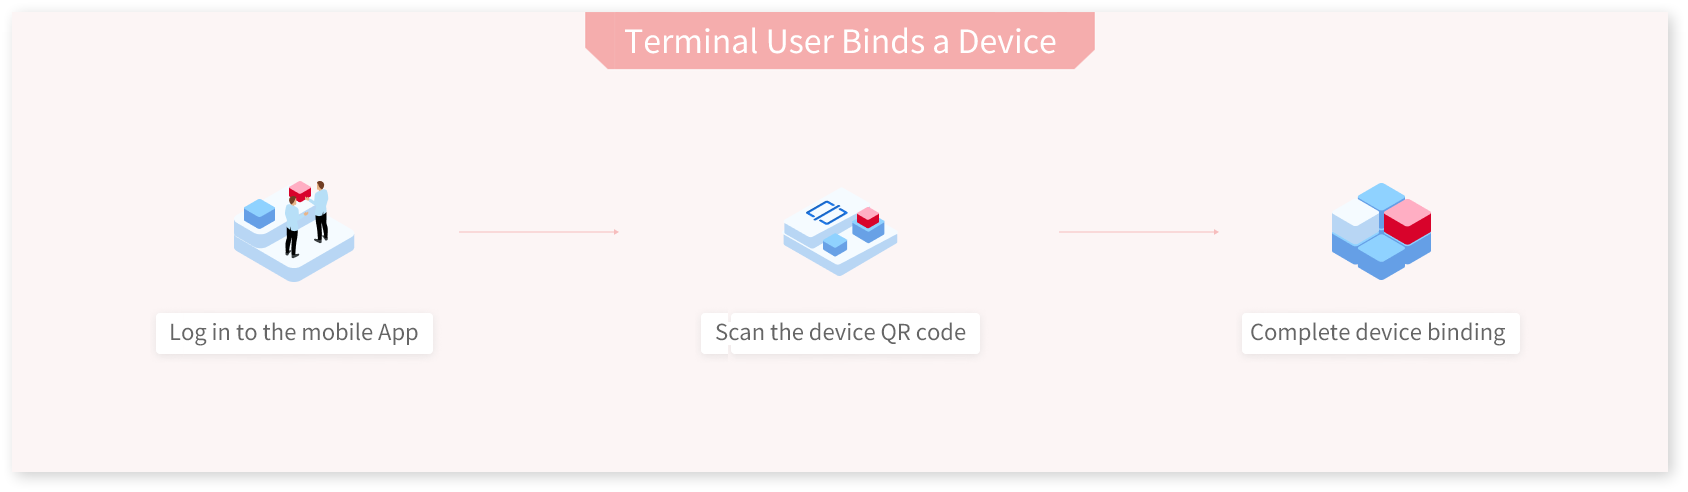 Terminal User Binds a Device
Log in to the mobile App
Scan the device QR code
Complete device binding